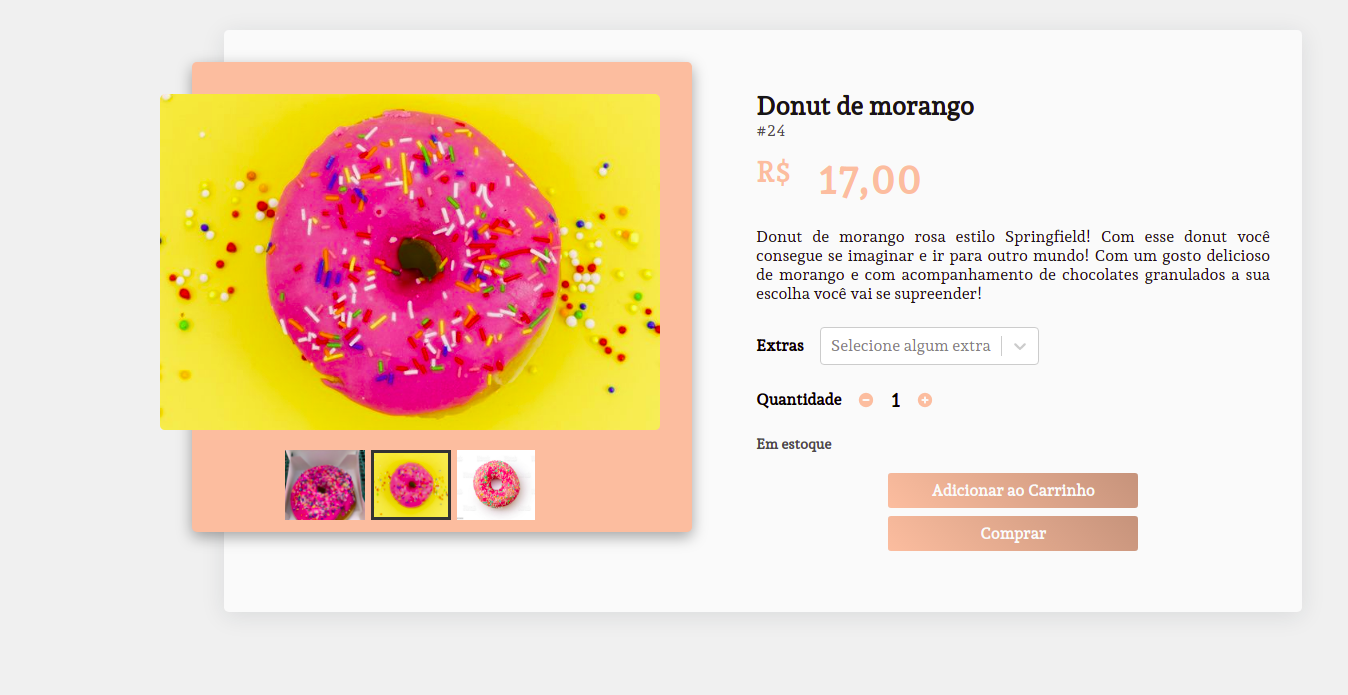 Donut de morango
#24
R$ 17,00
Donut de morango rosa estilo Springfield! Com esse donut você
consegue se imaginar e ir para outro mundo! Com um gosto delicioso
de morango e com acompanhamento de chocolates granulados a sua
escolha você vai se supreender!
Extras Selecione algum extra
Quantidade 1
Em estoque
Adicionar ao Carrinho
Comprar